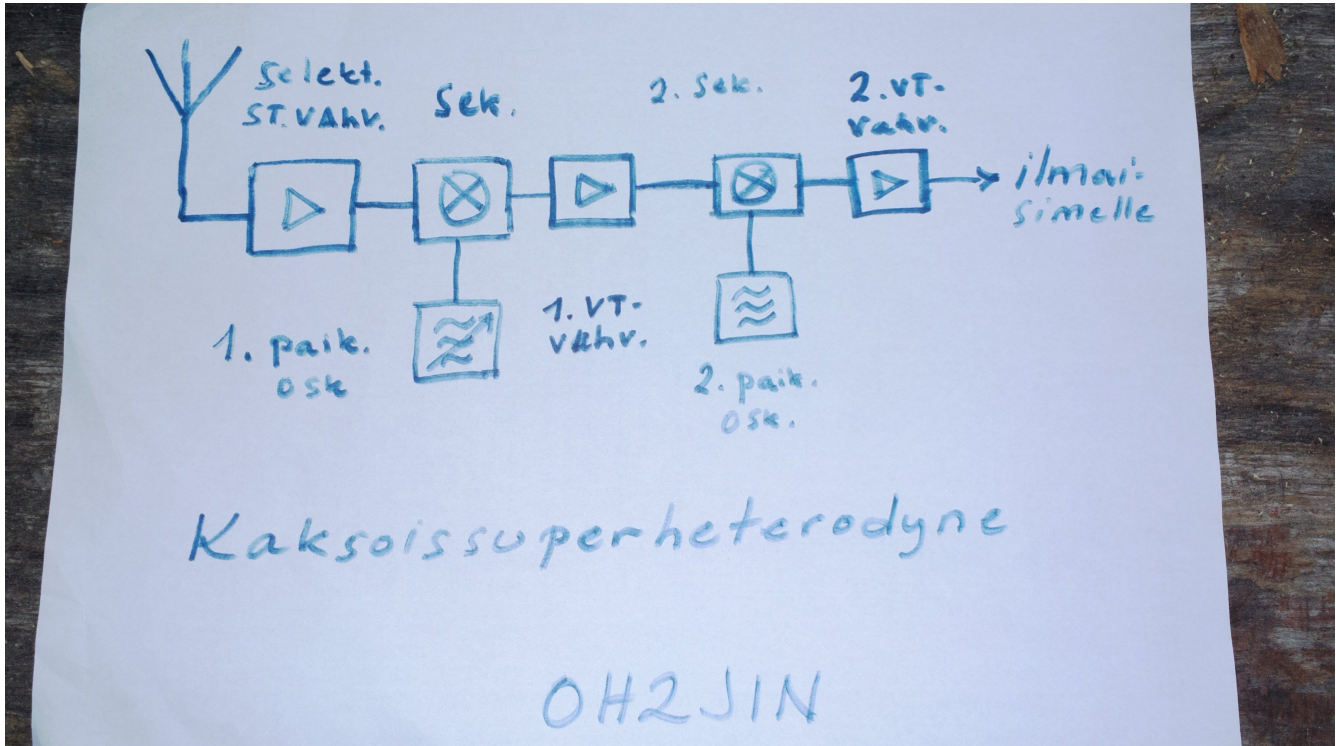 Selekt.
ST.VAhV.
Sek.
2. Sek.
2.VT-
Vahv.
ilmai-
simelle
1. paik.
osk
1. VT-
VAhV.
2. paik.
osk.
Kaksoissuperheterodyne
OH2JIN